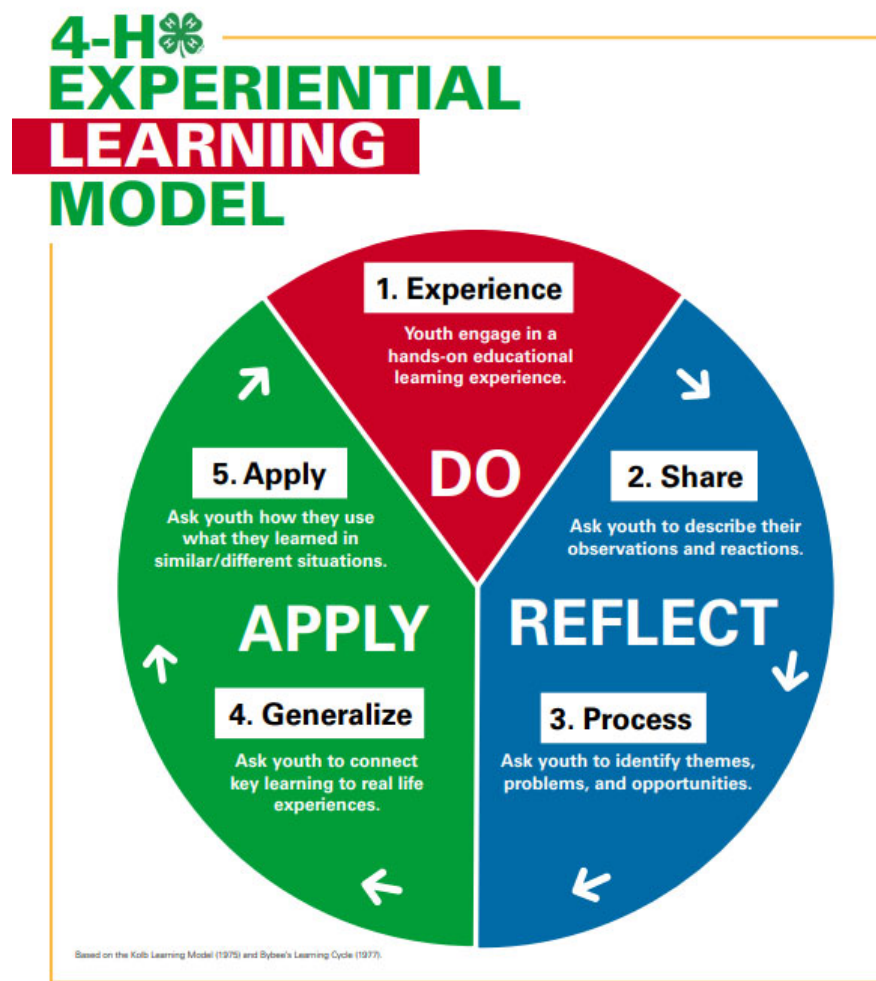 4-H
EXPERIENTIAL
LEARNING
MODEL
1. Experience
Youth engage in a
hands-on educational
learning experience.
DO
2. Share
Ask youth to describe their
observations and reactions.
REFLECT
3. Process
Ask youth to identify themes,
problems, and opportunities.
5. Apply
Ask youth how they use
what they learned in
similar/different situations.
APPLY
4. Generalize
Ask youth to connect
key learning to real life
experiences.
Based on the Kolb Learning Model (1975) and Bybee's Learning Cycle (1977).